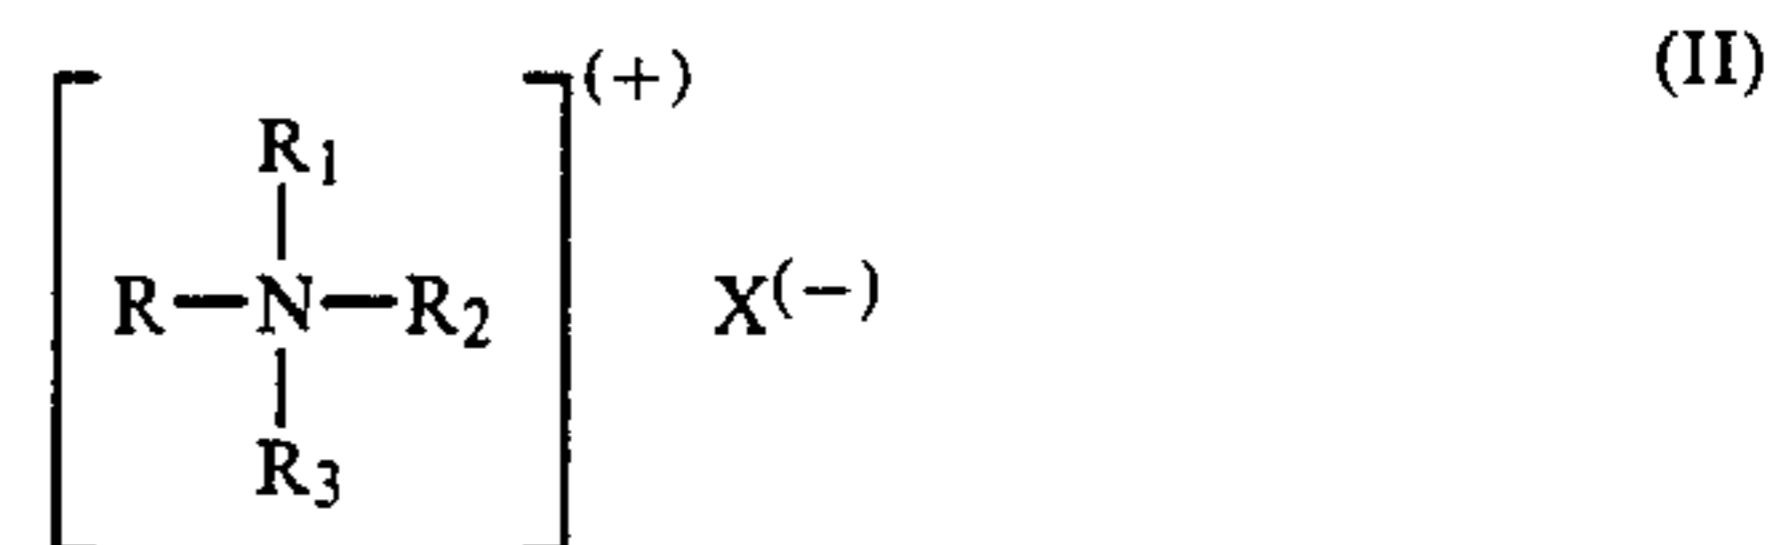 (II)
(+)
R1
R—N—R2 X(−)
R3